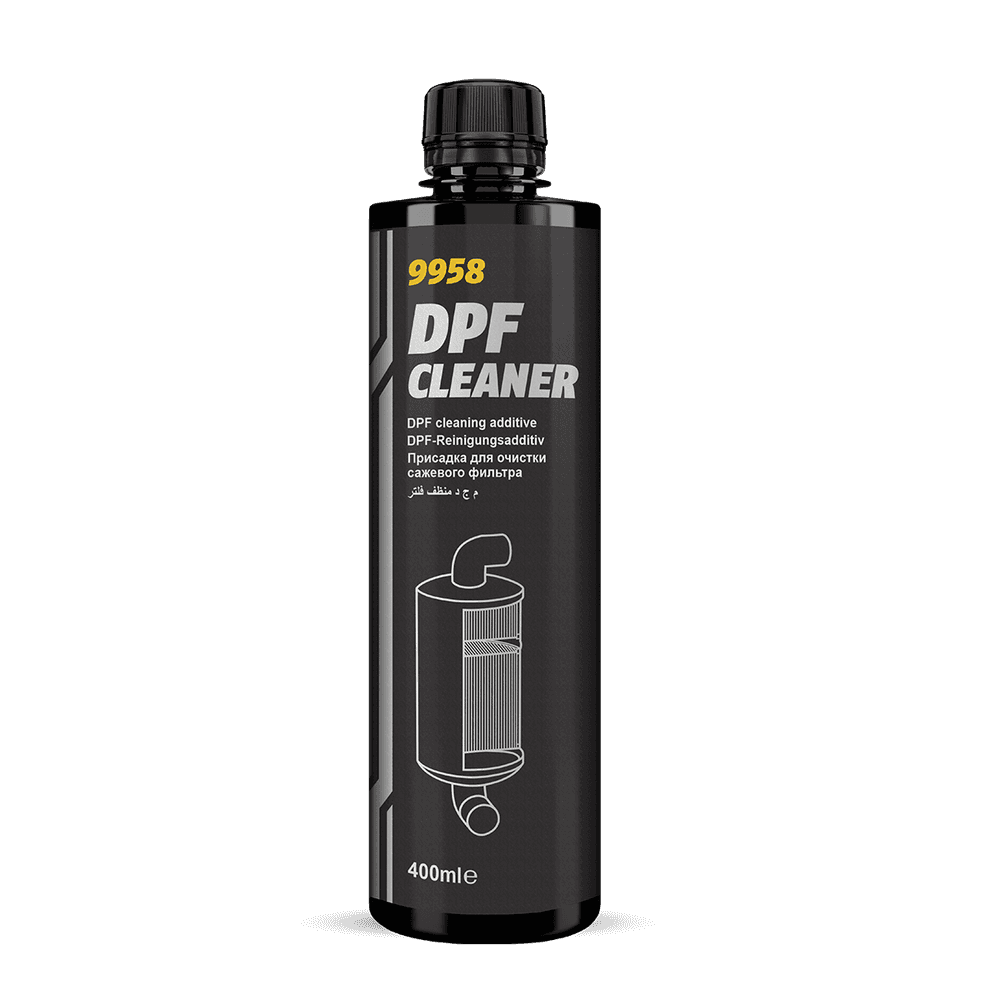 9958
DPF
CLEANER
DPF cleaning additive
DPF-Reinigungsadditiv
Присадка для очистки
сажевого фильтра
م ج د منظف فلتر
400ml℮